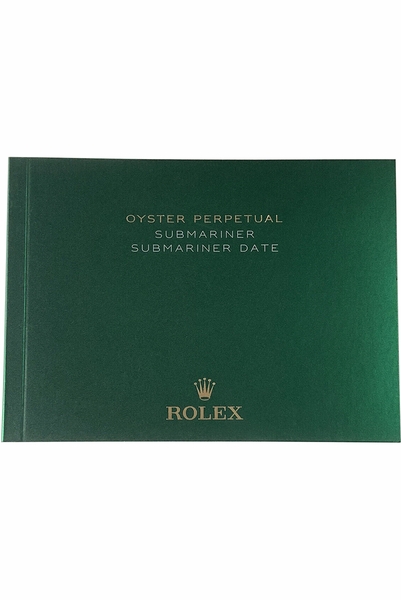 OYSTER PERPETUAL
SUBMARINER
SUBMARINER DATE
ROLEX